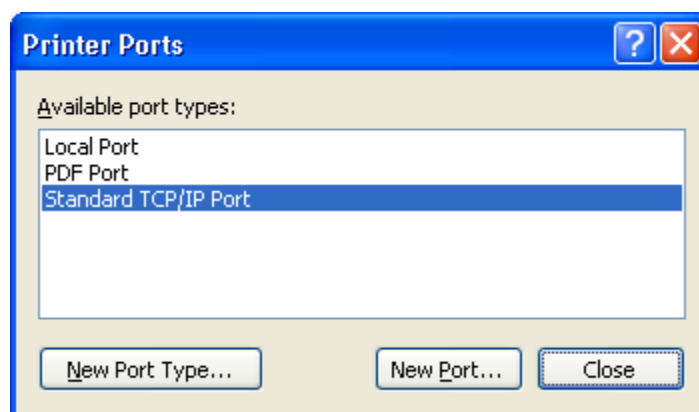 Printer Ports
?
Available port types:
Local Port
PDF Port
Standard TCP/IP Port
New Port Type...
New Port...
Close